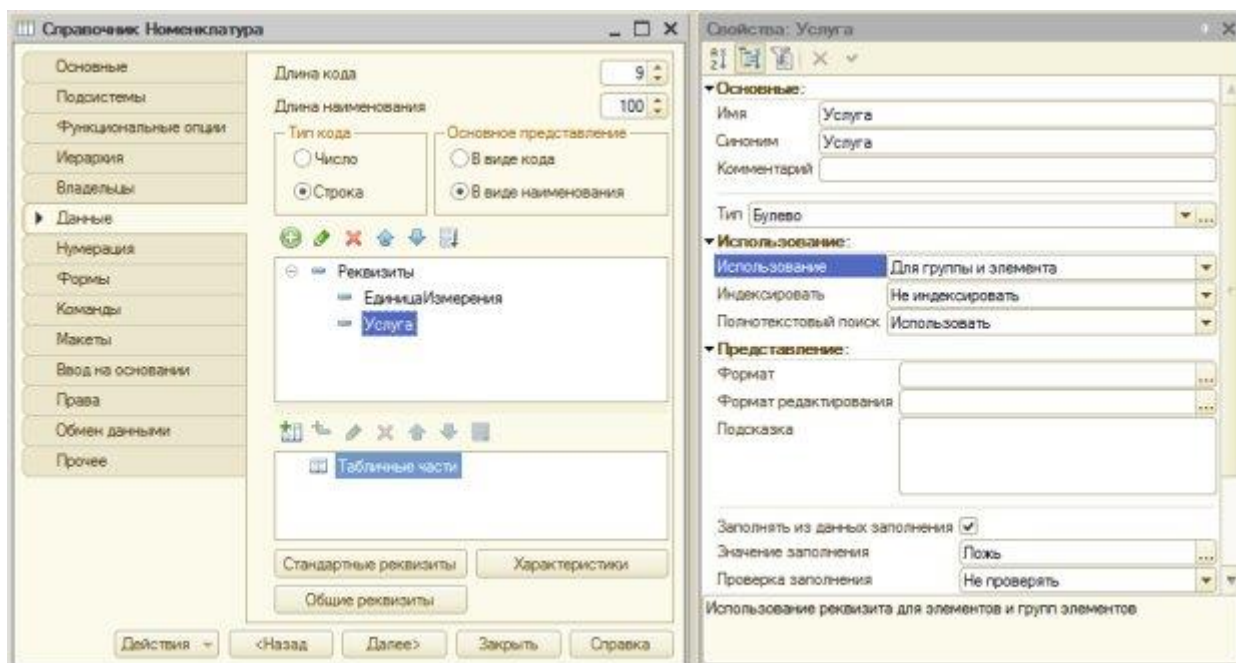 Справочник Номенклатура
Основные
Подсистемы
Функциональные опции
Иерархия
Владельцы
Данные
Нумерация
Формы
Команды
Макеты
Ввод на основании
Права
Обмен данными
Прочее
Длина кода 9
Длина наименования 100
Тип кода
Число
Строка
Основное представление
В виде кода
В виде наименования
Реквизиты
ЕдиницаИзмерения
Услуга
Табличные части
Стандартные реквизиты Характеристики
Общие реквизиты
Действия <Назад Далее> Закрыть Справка
Свойства: Услуга
Основные:
Имя Услуга
Синоним Услуга
Комментарий
Тип Булево ...
Использование:
Использование Для группы и элемента
Индексировать Не индексировать
Полнотекстовый поиск Использовать
Представление:
Формат ...
Формат редактирования ...
Подсказка
Заполнять из данных заполнения
Значение заполнения Ложь ...
Проверка заполнения Не проверять
Использование реквизита для элементов и групп элементов